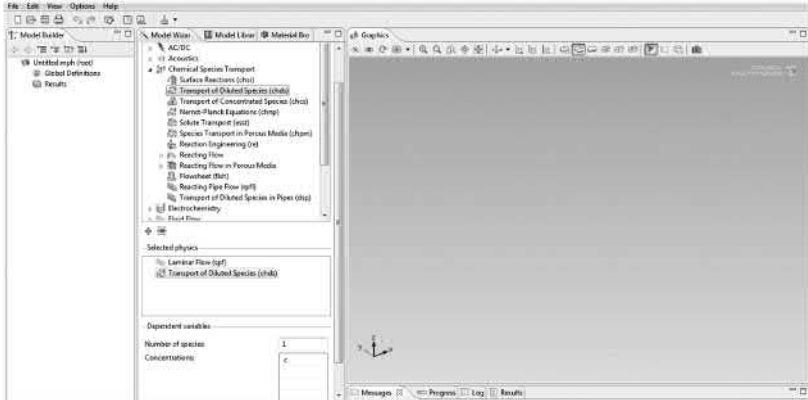 File Edit View Options Help
Model Builder
Untitled.mph (root)
Global Definitions
Results
Model Wizar
Model Librar
Material Bro
AC/DC
Acoustics
Chemical Species Transport
Surface Reactions (chsr)
Transport of Diluted Species (chds)
Transport of Concentrated Species (chcs)
Nernst-Planck Equations (chnp)
Solute Transport (esst)
Species Transport in Porous Media (chpm)
Reaction Engineering (re)
Reacting Flow
Reacting Flow in Porous Media
Flowsheet (flsh)
Reacting Pipe Flow (rpfl)
Transport of Diluted Species in Pipes (dsp)
Electrochemistry
Fluid Flow
Selected physics
Laminar Flow (spf)
Transport of Diluted Species (chds)
Dependent variables
Number of species: 1
Concentrations: c
Graphics
z
y
x
Messages
Progress
Log
Results